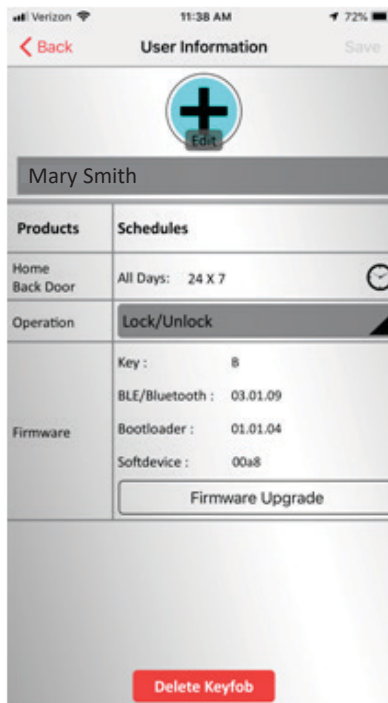 Verizon 11:38 AM 72%
Back User Information Save
Edit
Mary Smith
Products Schedules
Home
Back Door
All Days: 24 X 7
Operation Lock/Unlock
Firmware
Key : 8
BLE/Bluetooth : 03.01.09
Bootloader : 01.01.04
Softdevice : 00a8
Firmware Upgrade
Delete Keyfob